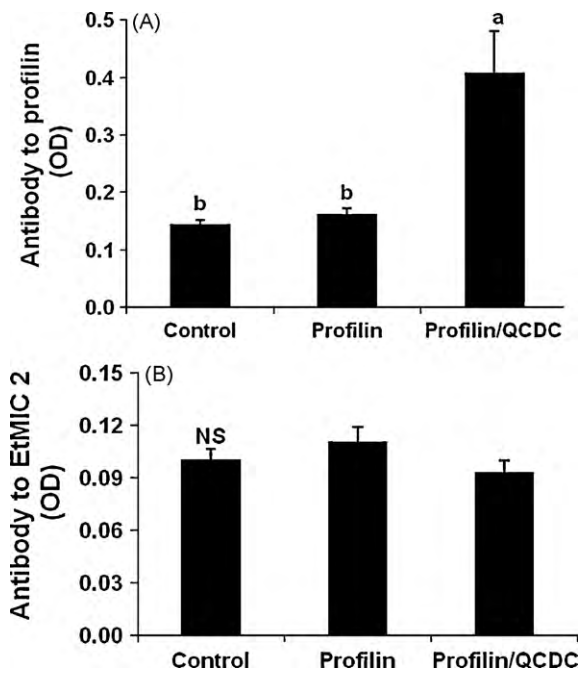 (A)
Antibody to profilin
(OD)
0.5
0.4
0.3
0.2
0.1
0.0
b
b
a
Control
Profilin
Profilin/QCDC
(B)
Antibody to EtMIC 2
(OD)
0.15
0.12
0.09
0.06
0.03
0.00
NS
Control
Profilin
Profilin/QCDC